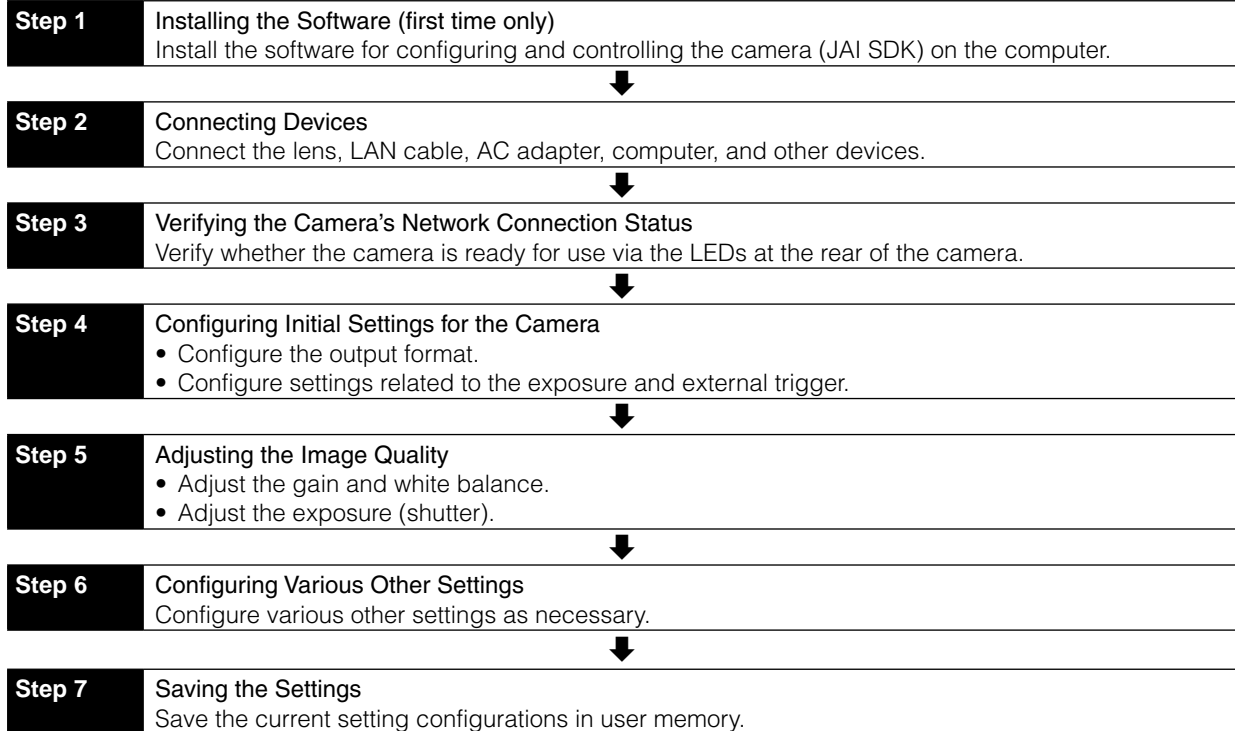 Step 1
Installing the Software (first time only)
Install the software for configuring and controlling the camera (JAI SDK) on the computer.
Step 2
Connecting Devices
Connect the lens, LAN cable, AC adapter, computer, and other devices.
Step 3
Verifying the Camera’s Network Connection Status
Verify whether the camera is ready for use via the LEDs at the rear of the camera.
Step 4
Configuring Initial Settings for the Camera
• Configure the output format.
• Configure settings related to the exposure and external trigger.
Step 5
Adjusting the Image Quality
• Adjust the gain and white balance.
• Adjust the exposure (shutter).
Step 6
Configuring Various Other Settings
Configure various other settings as necessary.
Step 7
Saving the Settings
Save the current setting configurations in user memory.